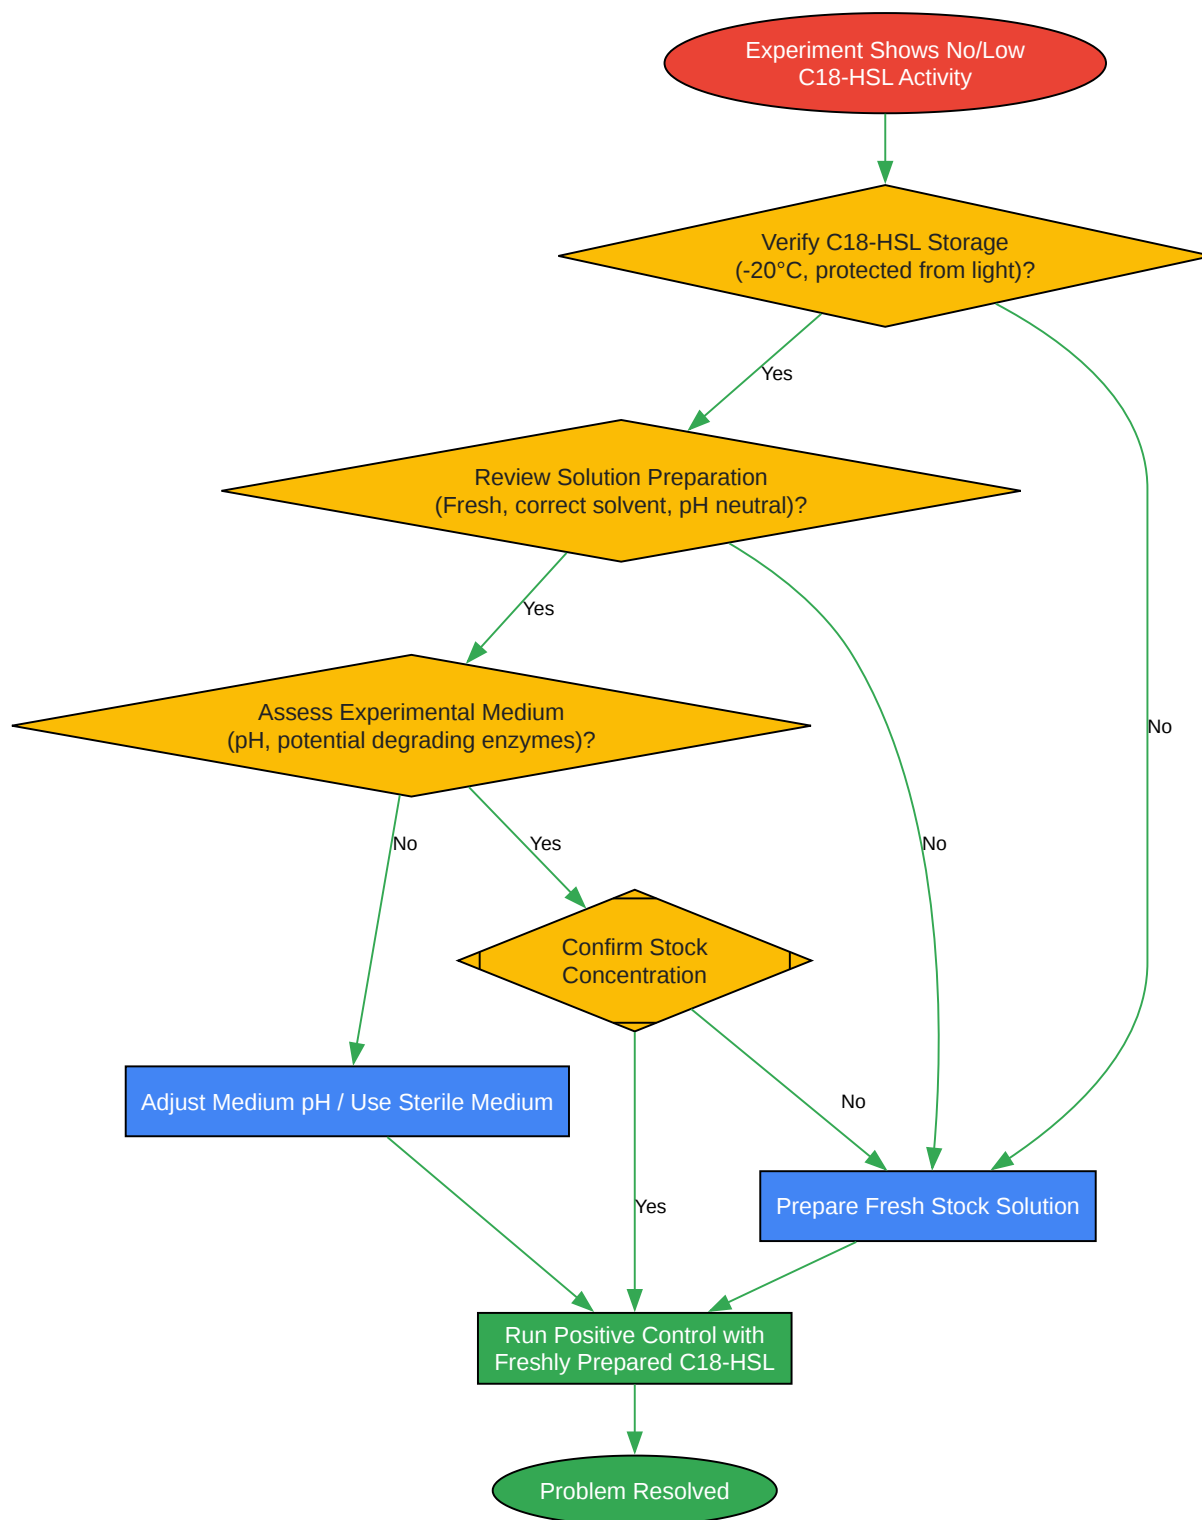 Experiment Shows No/Low
C18-HSL Activity
Verify C18-HSL Storage
(-20°C, protected from light)?
Yes
Review Solution Preparation
(Fresh, correct solvent, pH neutral)?
Yes
Assess Experimental Medium
(pH, potential degrading enzymes)?
No
No
Yes
No
Confirm Stock
Concentration
Adjust Medium pH / Use Sterile Medium
No
Yes
Prepare Fresh Stock Solution
Run Positive Control with
Freshly Prepared C18-HSL
Problem Resolved